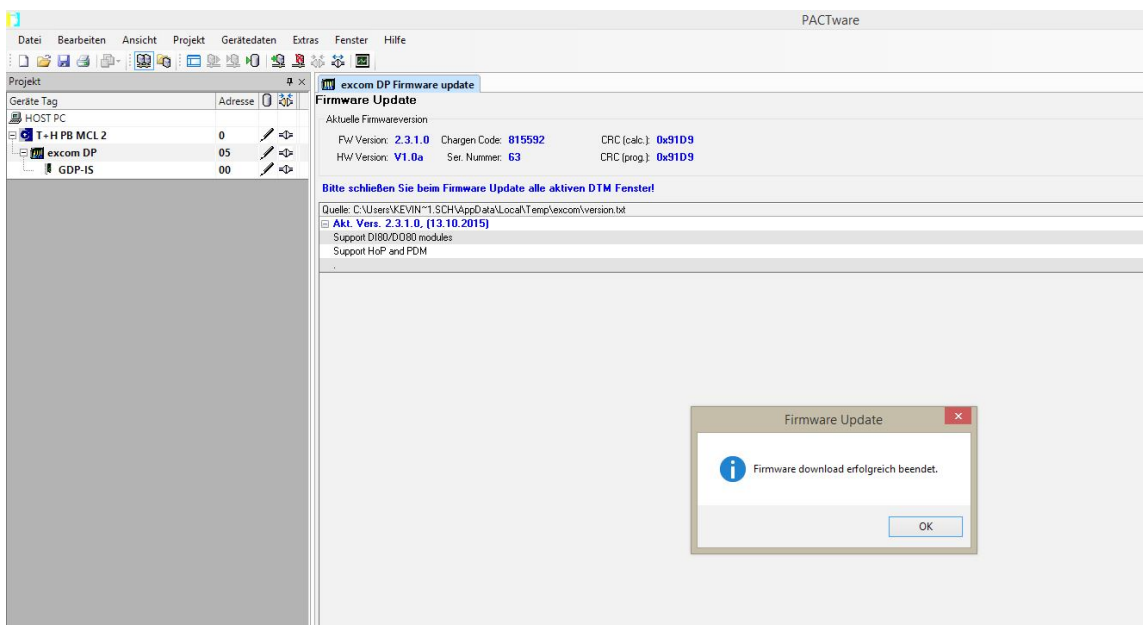 PACTware
Datei Bearbeiten Ansicht Projekt Gerätedaten Extras Fenster Hilfe
Projekt
Geräte Tag Adresse
HOST PC
T+H PB MCL 2 0
excom DP 05
GDP-IS 00
excom DP Firmware update
Firmware Update
Aktuelle Firmwareversion
FW Version: 2.3.1.0 Chargen Code: 815592 CRC (calc.): 0x91D9
HW Version: V1.0a Ser. Nummer: 63 CRC (prog.): 0x91D9
Bitte schließen Sie beim Firmware Update alle aktiven DTM Fenster!
Quelle: C:\Users\KEVIN~1.SCH\AppData\Local\Temp\excom\version.txt
Akt. Vers. 2.3.1.0, (13.10.2015)
Support DI80/DO80 modules
Support HoP and PDM
.
Firmware Update
Firmware download erfolgreich beendet.
OK